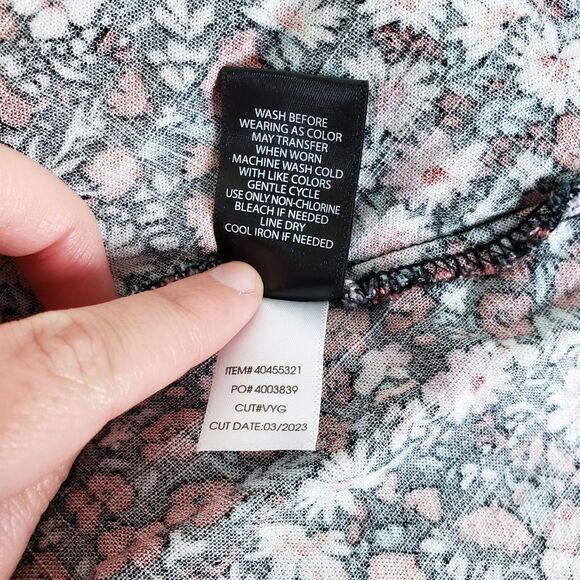 WASH BEFORE
WEARING AS COLOR
MAY TRANSFER
WHEN WORN
MACHINE WASH COLD
WITH LIKE COLORS
GENTLE CYCLE
USE ONLY NON-CHLORINE
BLEACH IF NEEDED
LINE DRY
COOL IRON IF NEEDED
ITEM# 40455321
PO# 4003839
CUT#VYG
CUT DATE:03/2023